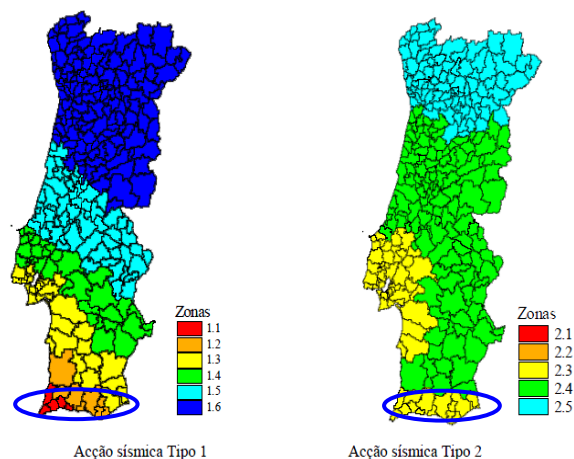 Zonas
1.1
1.2
1.3
1.4
1.5
1.6
Acção sísmica Tipo 1
Zonas
2.1
2.2
2.3
2.4
2.5
Acção sísmica Tipo 2